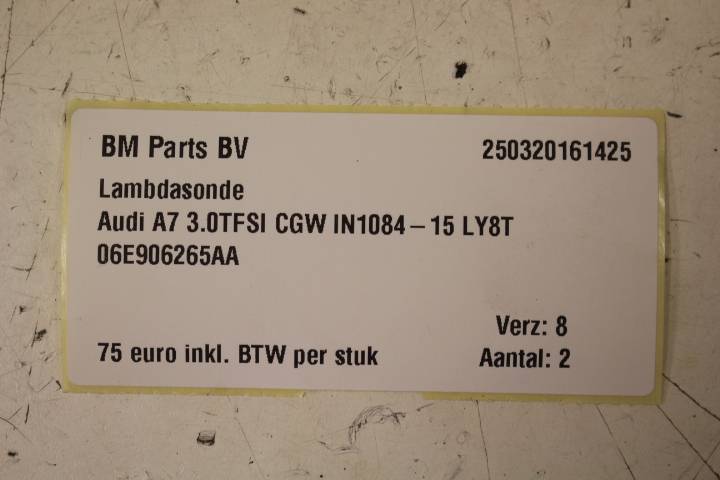 BM Parts BV 250320161425
Lambdasonde
Audi A7 3.0TFSI CGW IN1084 – 15 LY8T
06E906265AA
Verz: 8
75 euro inkl. BTW per stuk Aantal: 2